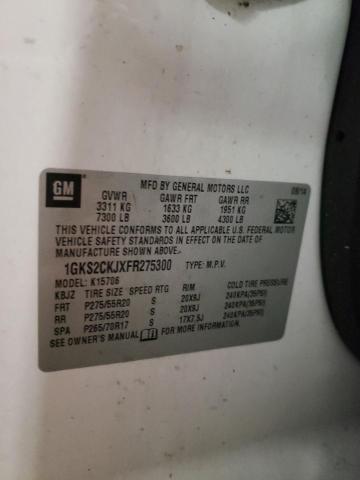 GM
MFD BY GENERAL MOTORS LLC 08/14
GVWR GAWR FRT GAWR RR
3311 KG 1633 KG 1951 KG
7300 LB 3600 LB 4300 LB
THIS VEHICLE CONFORMS TO ALL APPLICABLE U.S. FEDERAL MOTOR
VEHICLE SAFETY STANDARDS IN EFFECT ON THE DATE OF
MANUFACTURE SHOWN ABOVE.
1GKS2CKJXFR275300 TYPE: M.P.V.
MODEL: K15706
KBJZ TIRE SIZE SPEED RTG RIM COLD TIRE PRESSURE
FRT P275/55R20 S 20X9J 240KPA(35PSI)
RR P275/55R20 S 20X9J 240KPA(35PSI)
SPA P265/70R17 S 17X7.5J 240KPA(35PSI)
SEE OWNER'S MANUAL